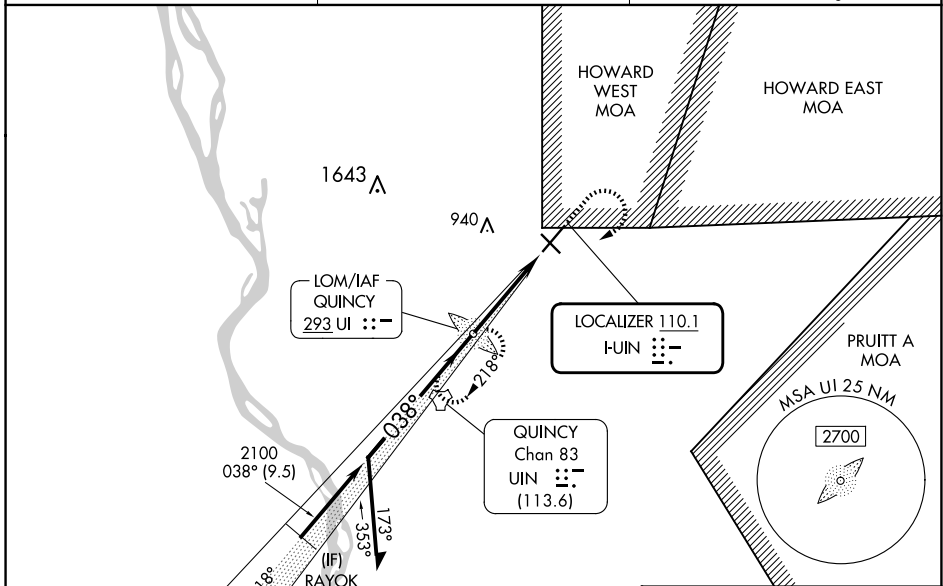 HOWARD
WEST
MOA
HOWARD EAST
MOA
1643
940
LOM/IAF
QUINCY
293 UI
LOCALIZER 110.1
I-UIN
PRUITT A
MOA
MSA UI 25 NM
2700
218°
038°
QUINCY
Chan 83
UIN
(113.6)
2100
038° (9.5)
173°
353°
(IF)
RAYOK
18°